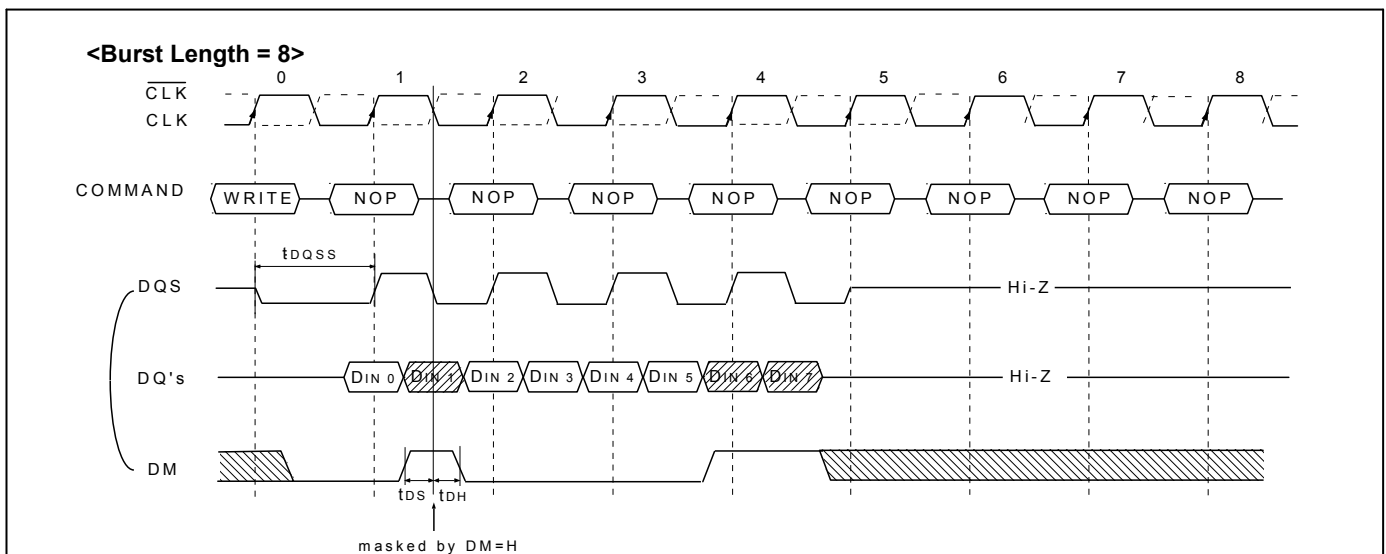 <Burst Length = 8>
0 1 2 3 4 5 6 7 8
CLK
CLK
COMMAND WRITE NOP NOP NOP NOP NOP NOP NOP NOP
tDQSS
DQS Hi-Z
DQ's DIN 0 DIN 1 DIN 2 DIN 3 DIN 4 DIN 5 DIN 6 DIN 7 Hi-Z
DM
tDS tDH
masked by DM=H